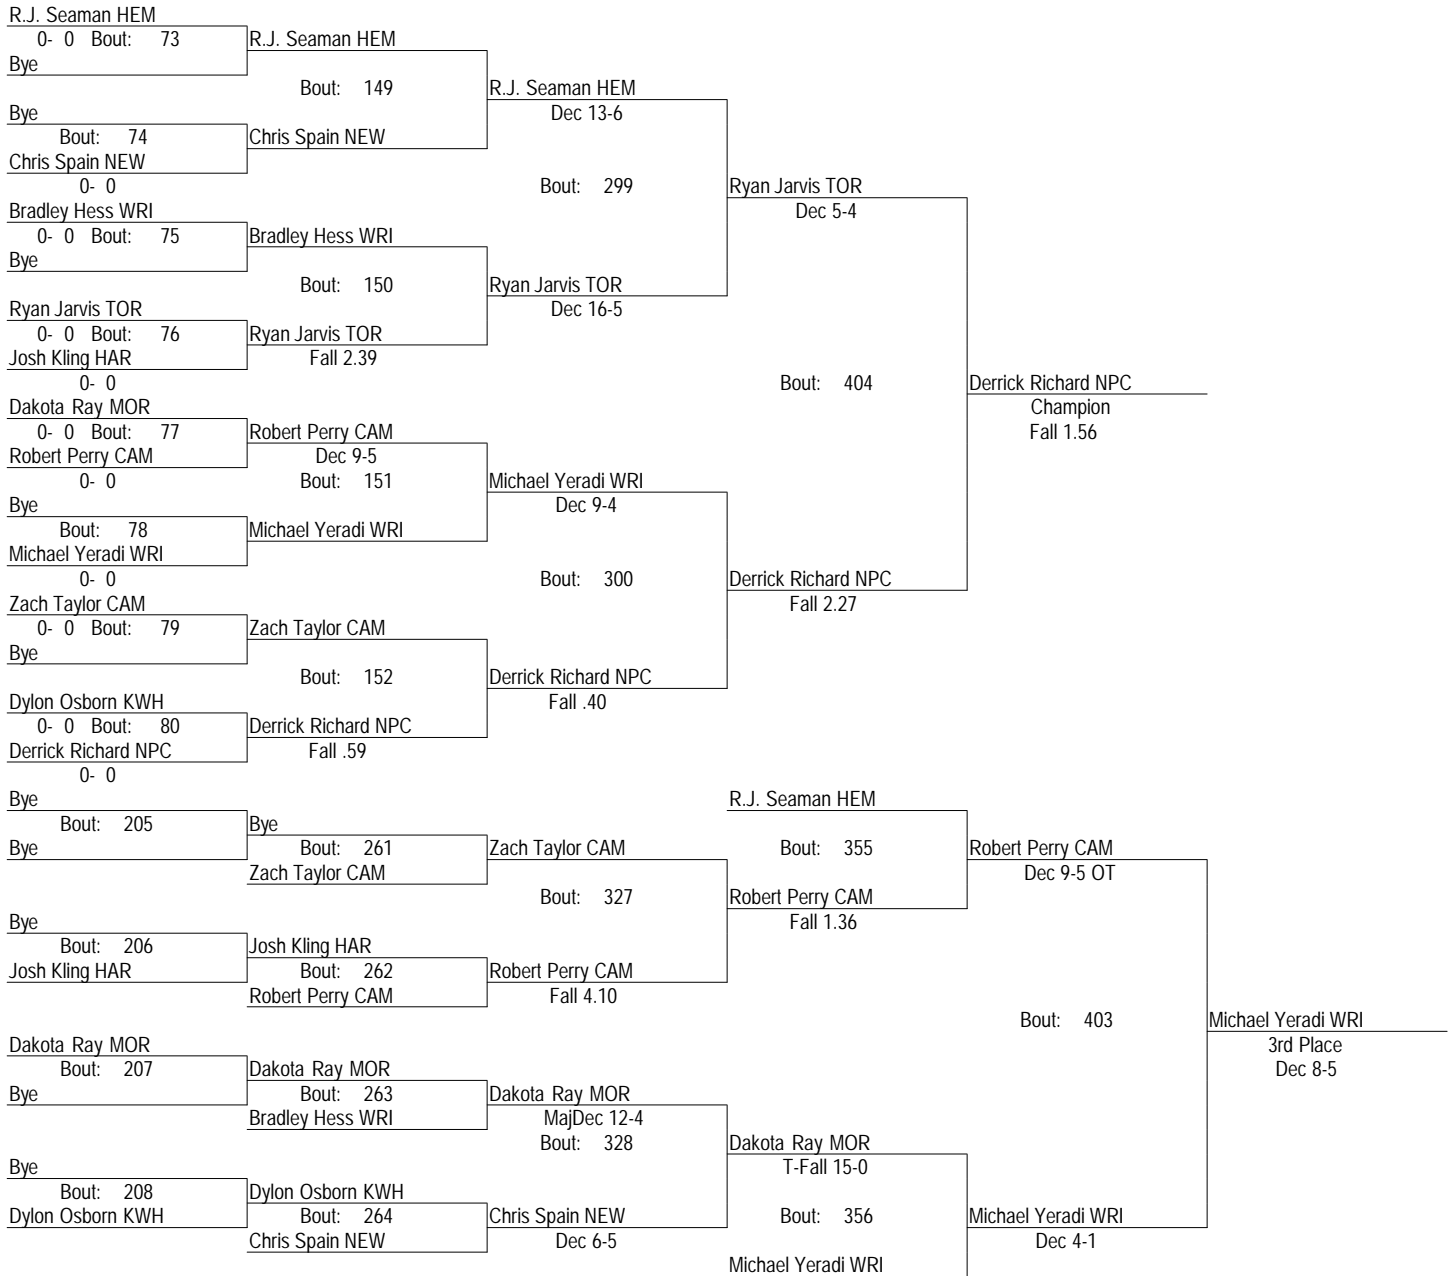 R.J. Seaman HEM
0- 0 Bout: 73 R.J. Seaman HEM
Bye
Bout: 149 R.J. Seaman HEM
Bye Dec 13-6
Bout: 74 Chris Spain NEW
Chris Spain NEW
0- 0 Bout: 299 Ryan Jarvis TOR
Bradley Hess WRI Dec 5-4
0- 0 Bout: 75 Bradley Hess WRI
Bye
Bout: 150 Ryan Jarvis TOR
Ryan Jarvis TOR Dec 16-5
0- 0 Bout: 76 Ryan Jarvis TOR
Josh Kling HAR Fall 2.39
0- 0 Bout: 404 Derrick Richard NPC
Dakota Ray MOR Champion
0- 0 Bout: 77 Robert Perry CAM Fall 1.56
Robert Perry CAM Dec 9-5
0- 0 Bout: 151 Michael Yeradi WRI
Bye Dec 9-4
Bout: 78 Michael Yeradi WRI
Michael Yeradi WRI
0- 0 Bout: 300 Derrick Richard NPC
Zach Taylor CAM Fall 2.27
0- 0 Bout: 79 Zach Taylor CAM
Bye
Bout: 152 Derrick Richard NPC
Dylon Osborn KWH Fall .40
0- 0 Bout: 80 Derrick Richard NPC
Derrick Richard NPC Fall .59
0- 0
Bye R.J. Seaman HEM
Bout: 205 Bye
Bye Bout: 261 Zach Taylor CAM Bout: 355 Robert Perry CAM
Zach Taylor CAM Dec 9-5 OT
Bout: 327 Robert Perry CAM
Bye Fall 1.36
Bout: 206 Josh Kling HAR
Josh Kling HAR Bout: 262 Robert Perry CAM
Robert Perry CAM Fall 4.10
Bout: 403 Michael Yeradi WRI
Dakota Ray MOR 3rd Place
Bout: 207 Dakota Ray MOR Dec 8-5
Bye Bout: 263 Dakota Ray MOR
Bradley Hess WRI MajDec 12-4
Bout: 328 Dakota Ray MOR
Bye T-Fall 15-0
Bout: 208 Dylon Osborn KWH
Dylon Osborn KWH Bout: 264 Chris Spain NEW Bout: 356 Michael Yeradi WRI
Chris Spain NEW Dec 6-5 Dec 4-1
Michael Yeradi WRI